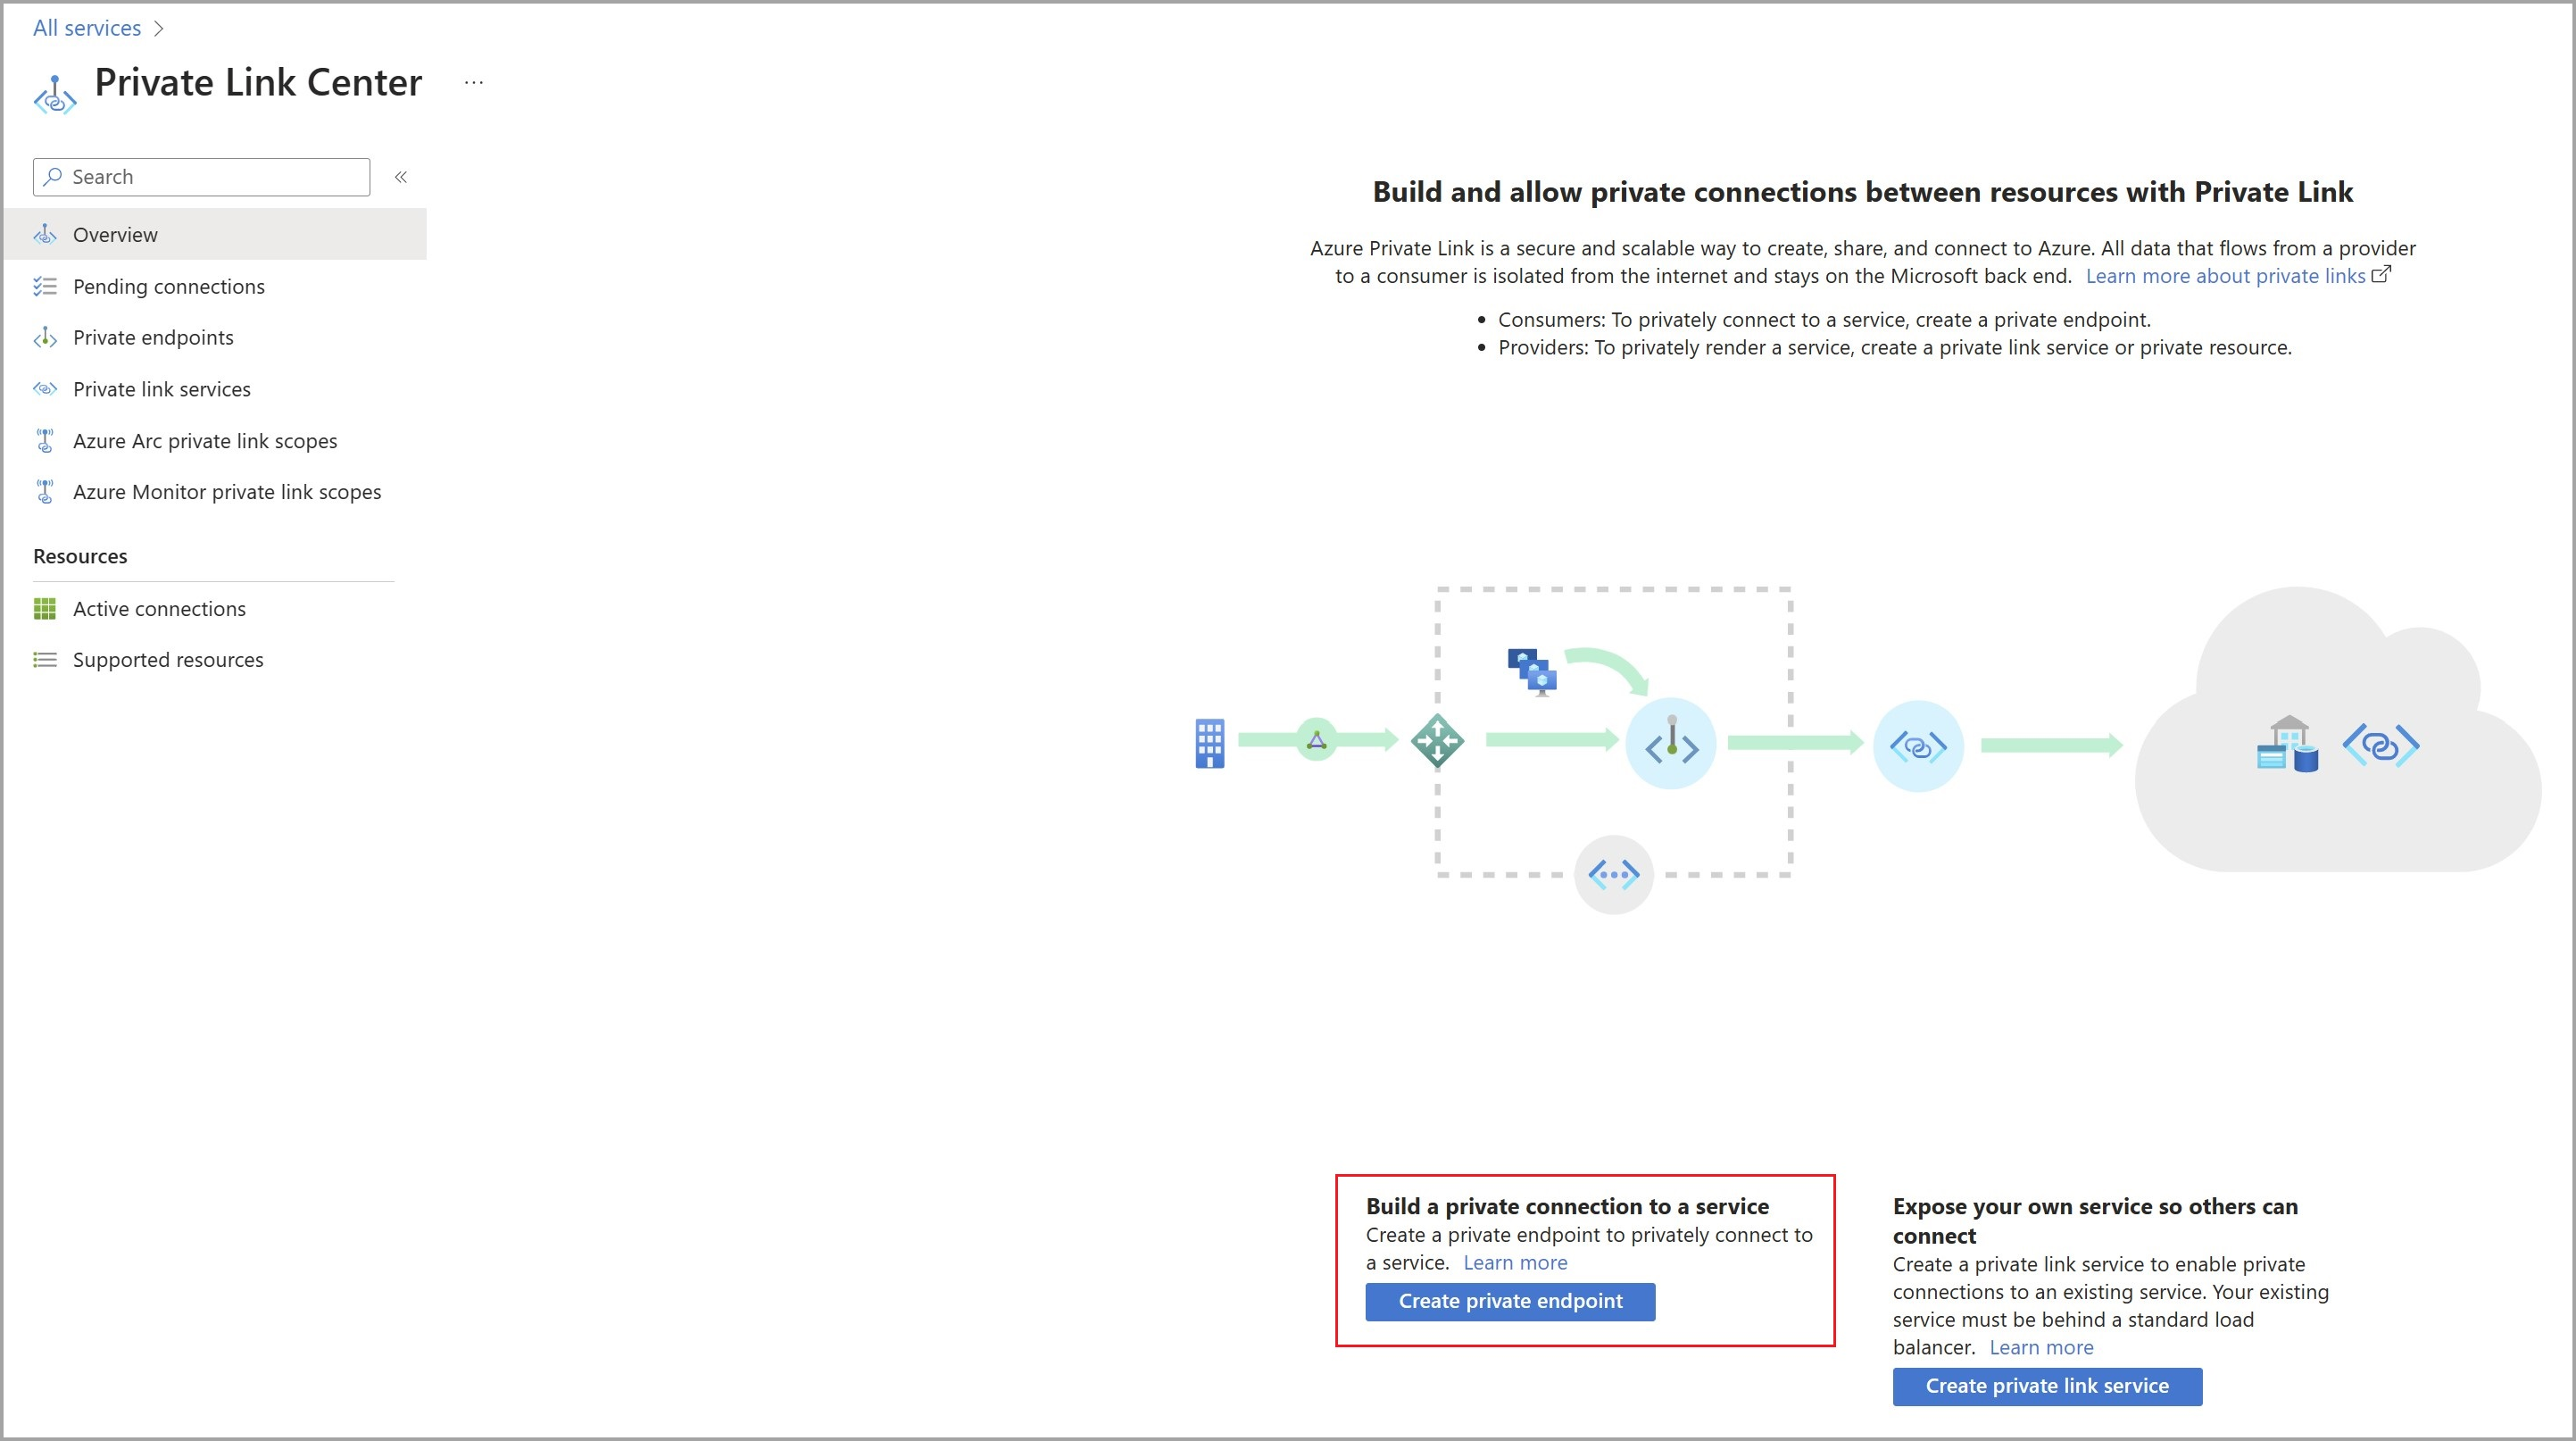 All services
Private Link Center
...
Search
Overview
Pending connections
Private endpoints
Private link services
Azure Arc private link scopes
Azure Monitor private link scopes
Resources
Active connections
Supported resources
Build and allow private connections between resources with Private Link
Azure Private Link is a secure and scalable way to create, share, and connect to Azure. All data that flows from a provider
to a consumer is isolated from the internet and stays on the Microsoft back end. Learn more about private links
• Consumers: To privately connect to a service, create a private endpoint.
• Providers: To privately render a service, create a private link service or private resource.
Build a private connection to a service
Create a private endpoint to privately connect to
a service. Learn more
Create private endpoint
Expose your own service so others can
connect
Create a private link service to enable private
connections to an existing service. Your existing
service must be behind a standard load
balancer. Learn more
Create private link service